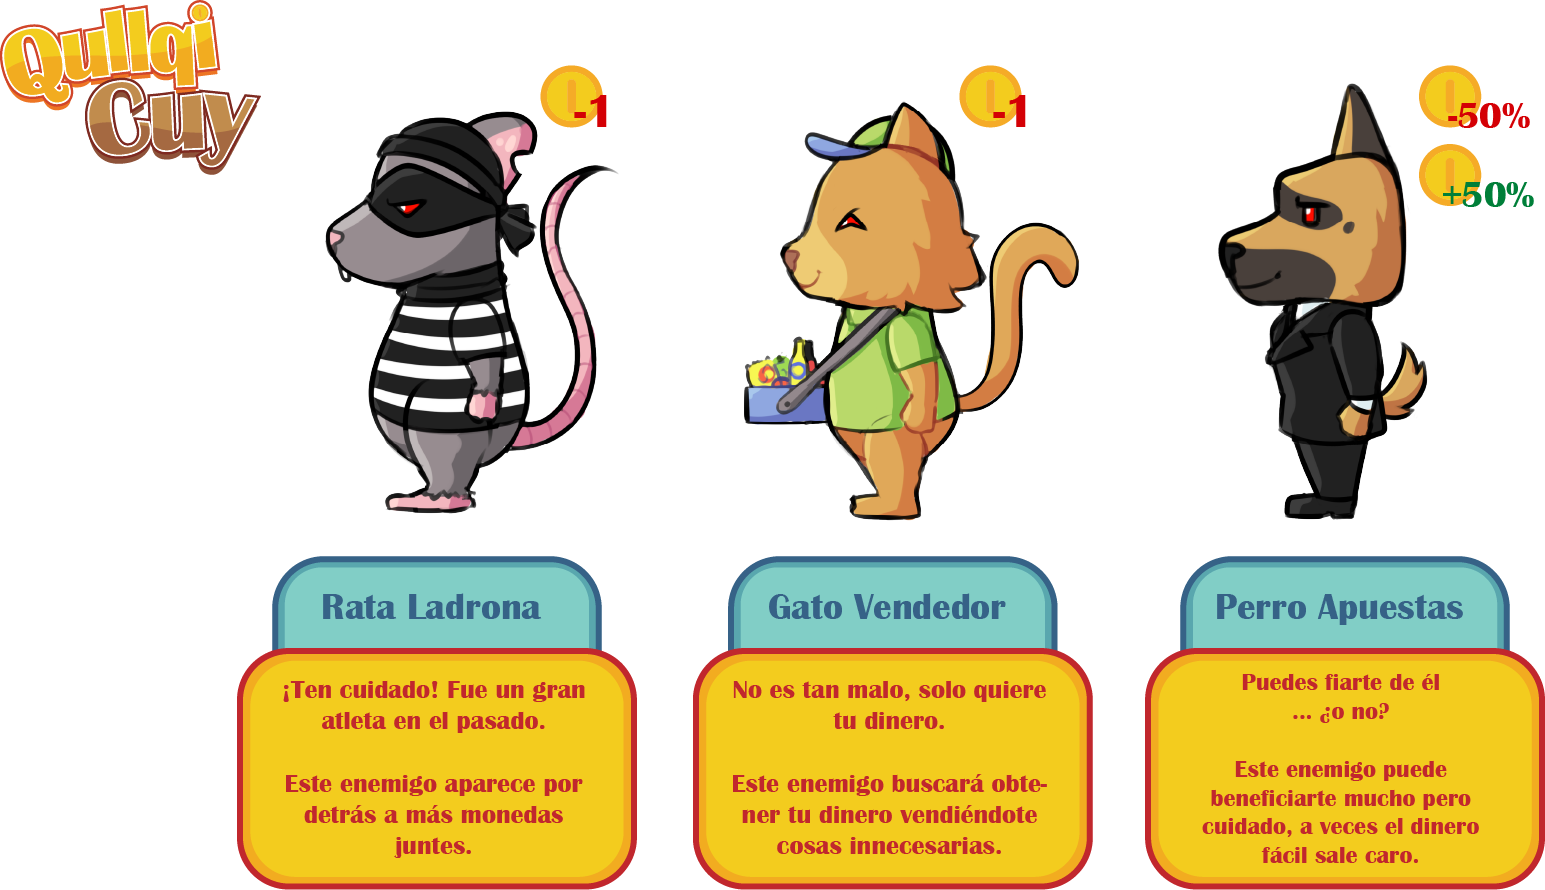 Qullqi
Cuy
-1
-1
-50%
+50%
Rata Ladrona
¡Ten cuidado! Fue un gran
atleta en el pasado.
Este enemigo aparece por
detrás a más monedas
juntes.
Gato Vendedor
No es tan malo, solo quiere
tu dinero.
Este enemigo buscará obte-
ner tu dinero vendiéndote
cosas innecesarias.
Perro Apuestas
Puedes fiarte de él
... ¿o no?
Este enemigo puede
beneficiarte mucho pero
cuidado, a veces el dinero
fácil sale caro.